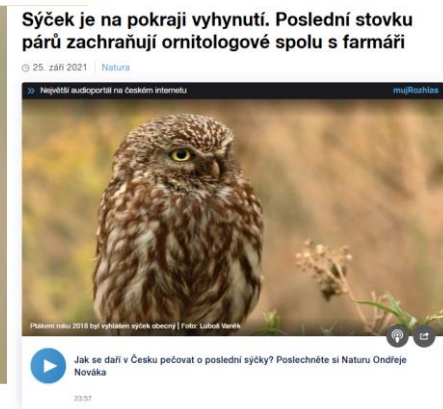 Sýček je na pokraji vyhynutí. Poslední stovku
párů zachraňují ornitologové spolu s farmáři
25. září 2021 | Natura
Největší audioportál na českém internetu
mujRozhlas
Ptákem roku 2018 byl vyhlášen sýček obecný | Foto: Luboš Vaněk
Jak se daří v Česku pečovat o poslední sýčky? Poslechněte si Naturu Ondřeje
Nováka
23:57